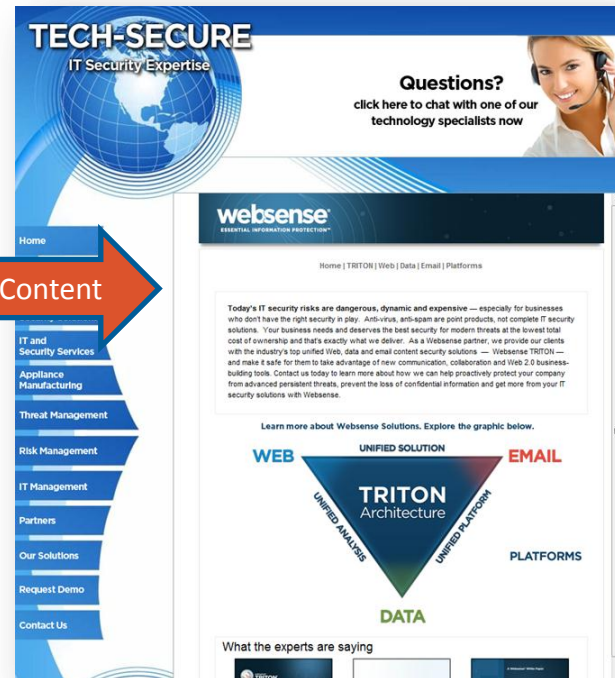 TECH-SECURE
IT Security Expertise
Questions?
click here to chat with one of our
technology specialists now
websense®
ESSENTIAL INFORMATION PROTECTION™
Home
Home | TRITON | Web | Data | Email | Platforms
Content
Today's IT security risks are dangerous, dynamic and expensive — especially for businesses
who don't have the right security in play. Anti-virus, anti-spam are point products, not complete IT security
solutions. Your business needs and deserves the best security for modern threats at the lowest total
cost of ownership and that's exactly what we deliver. As a Websense partner, we provide our clients
with the industry's top unified Web, data and email content security solutions — Websense TRITON —
and make it safe for them to take advantage of new communication, collaboration and Web 2.0 business-
building tools. Contact us today to learn more about how we can help proactively protect your company
from advanced persistent threats, prevent the loss of confidential information and get more from your IT
security solutions with Websense.
IT and
Security Services
Appliance
Manufacturing
Threat Management
Risk Management
IT Management
Partners
Our Solutions
Request Demo
Contact Us
Learn more about Websense Solutions. Explore the graphic below.
WEB
UNIFIED SOLUTION
EMAIL
TRITON
Architecture
UNIFIED ANALYSIS
UNIFIED PLATFORM
PLATFORMS
DATA
What the experts are saying
TRITON